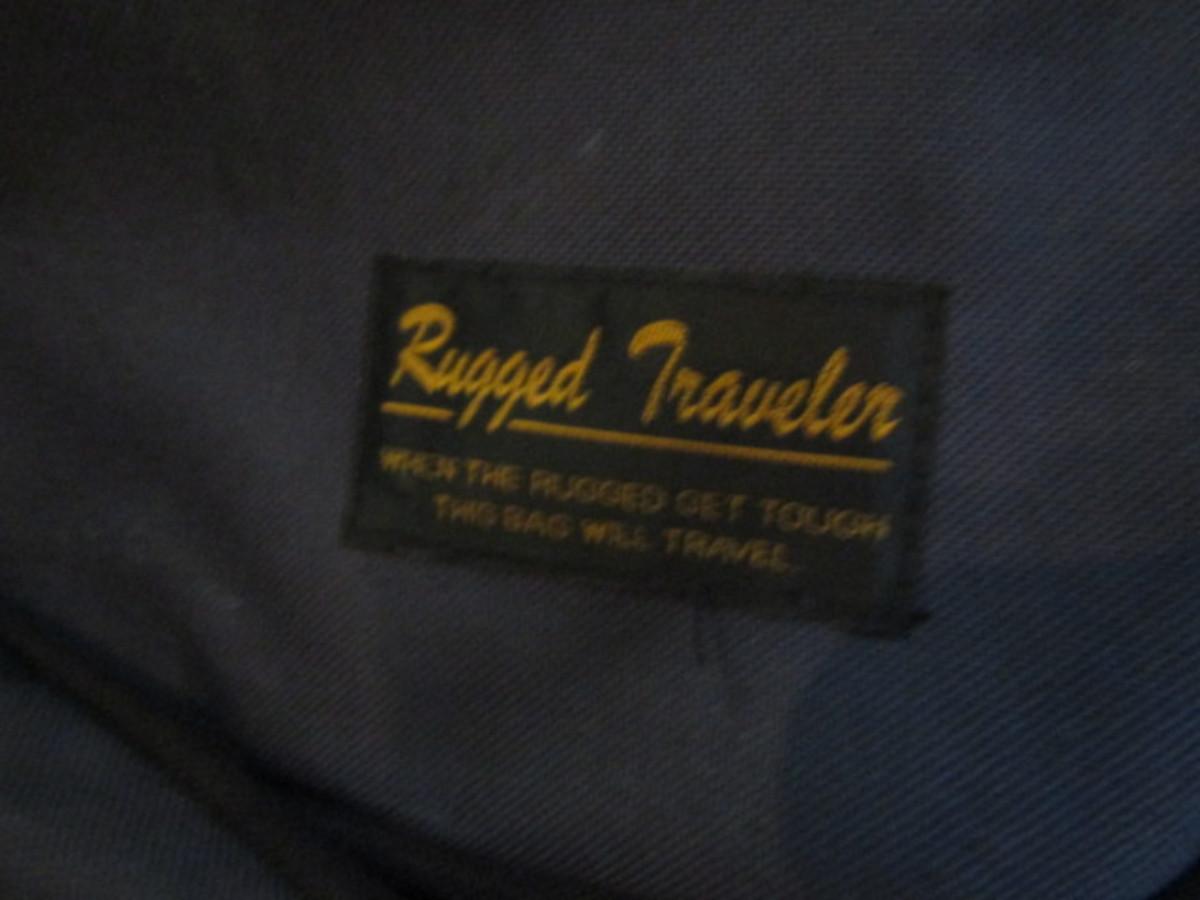 Rugged Traveler
WHEN THE RUGGED GET TOUGH
THIS BAG WILL TRAVEL.